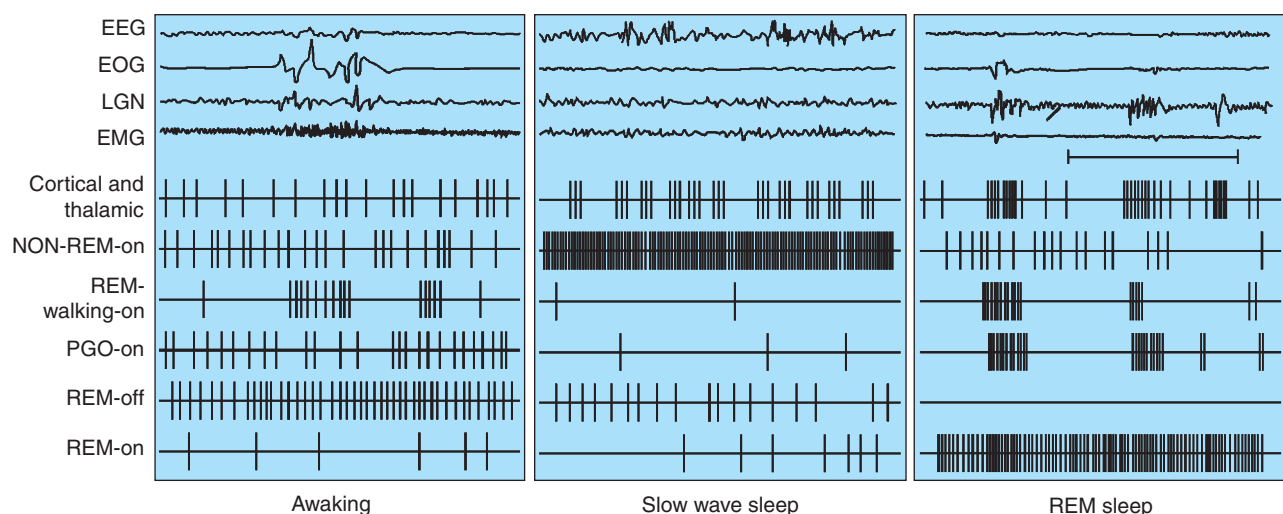 EEG
EOG
LGN
EMG
Cortical and
thalamic
NON-REM-on
REM-
walking-on
PGO-on
REM-off
REM-on
Awaking
Slow wave sleep
REM sleep